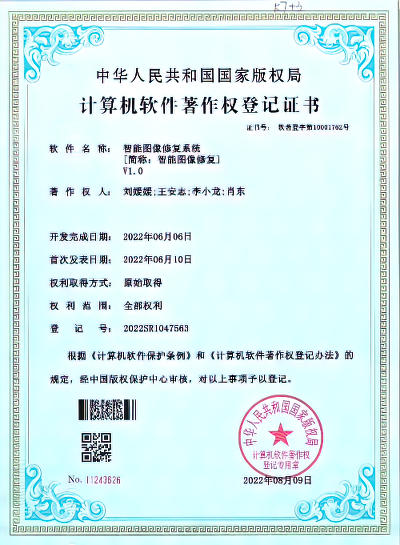 中华人民共和国国家版权局
计算机软件著作权登记证书
证书号： 软著登字第10001762号
软件名称： 智能图像修复系统
[简称：智能图像修复]
V1.0
著作权人： 刘媛媛;王安志;李小龙;肖东
开发完成日期： 2022年06月06日
首次发表日期： 2022年06月10日
权利取得方式： 原始取得
权利范围： 全部权利
登记号： 2022SR1047563
根据《计算机软件保护条例》和《计算机软件著作权登记办法》的
规定，经中国版权保护中心审核，对以上事项予以登记。
中华人民共和国国家版权局
计算机软件著作权
登记专用章
No. 11243626
2022年08月09日